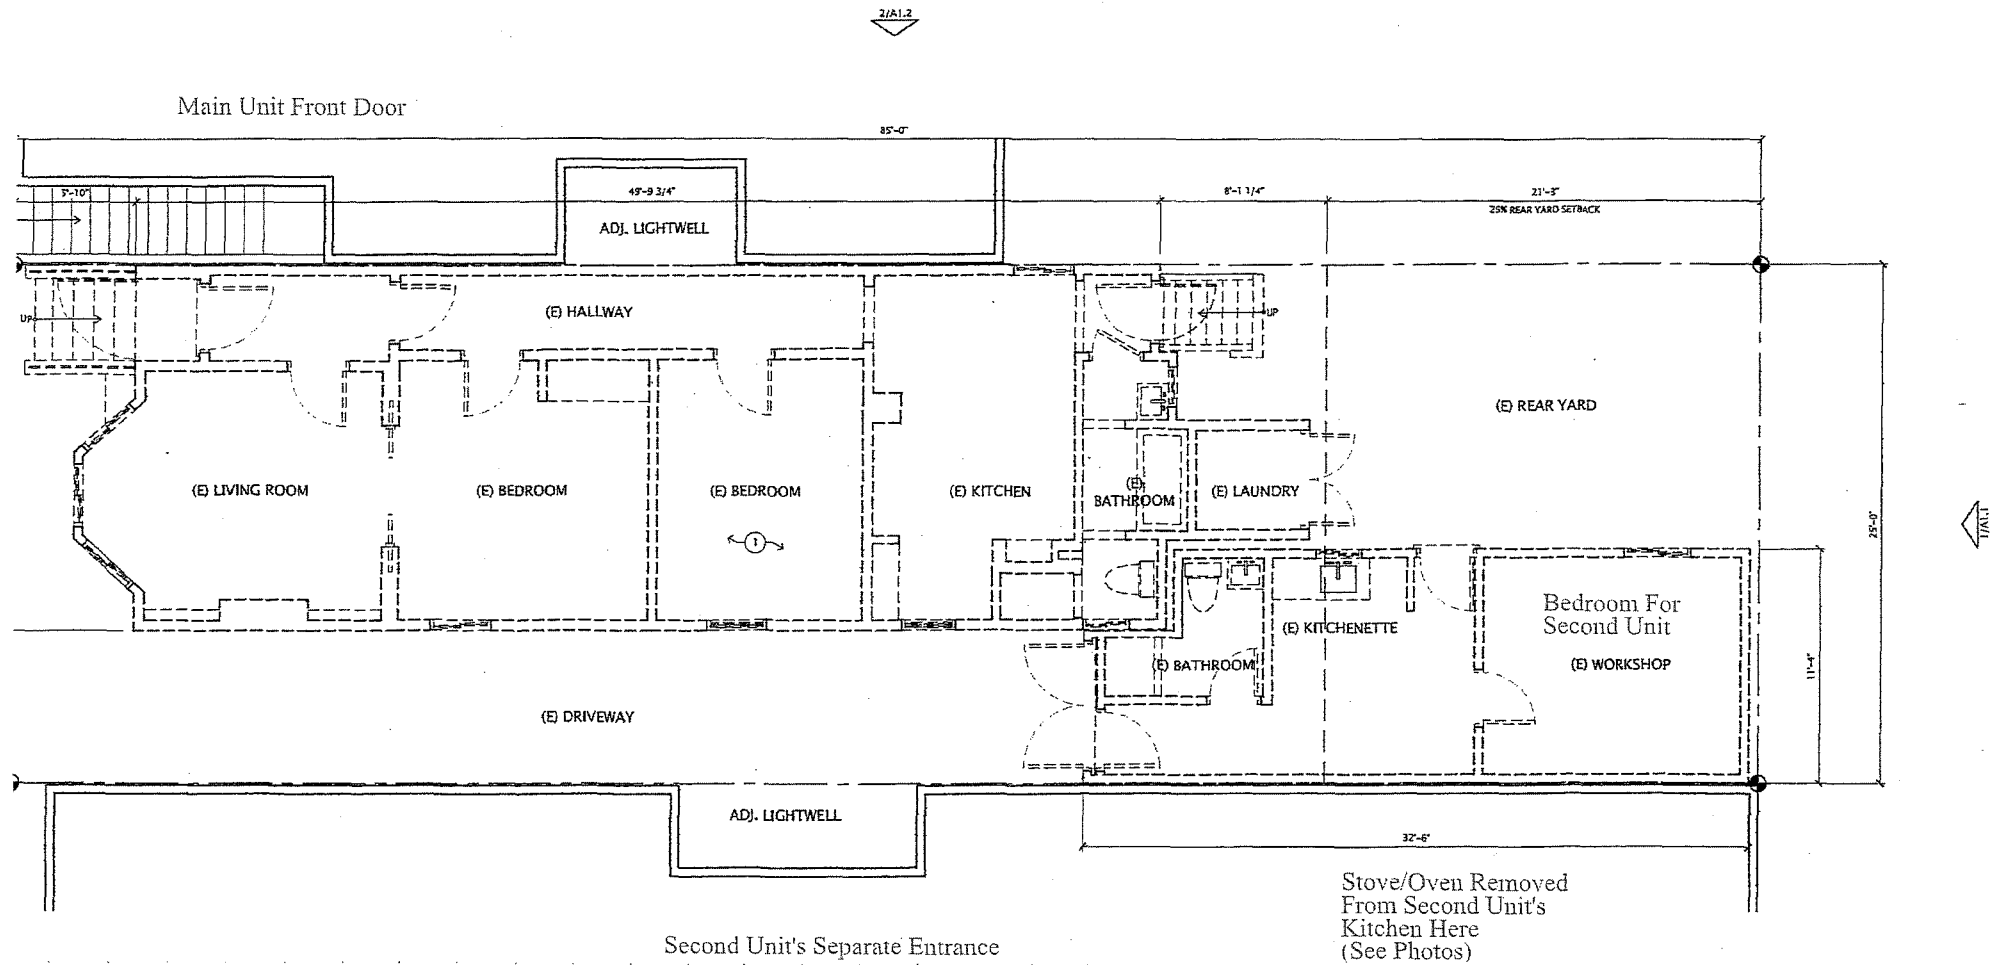 2/A1.2
Main Unit Front Door
85'-0"
5'-10"
49'-9 3/4"
8'-1 1/4"
21'-3"
25% REAR YARD SETBACK
ADJ. LIGHTWELL
(E) HALLWAY
UP
UP
(E) REAR YARD
(E) LIVING ROOM
(E) BEDROOM
(E) BEDROOM
(E) KITCHEN
(E)
BATHROOM
(E) LAUNDRY
1
25'-0"
1/A1.1
Bedroom For
Second Unit
(E) KITCHENETTE
(E) BATHROOM
(E) WORKSHOP
11'-4"
(E) DRIVEWAY
ADJ. LIGHTWELL
32'-6"
Stove/Oven Removed
From Second Unit's
Kitchen Here
(See Photos)
Second Unit's Separate Entrance